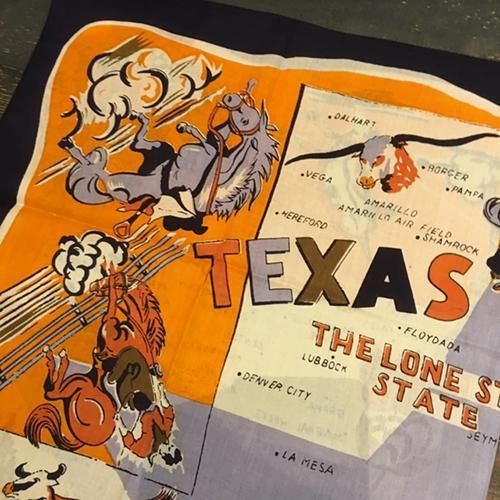 DALHART
VEGA
BORGER
PAMPA
AMARILLO
AMARILLO AIR FIELD
HEREFORD
SHAMROCK
TEXAS
FLOYDADA
THE LONE
LUBBOCK
STATE
DENVER CITY
LA MESA